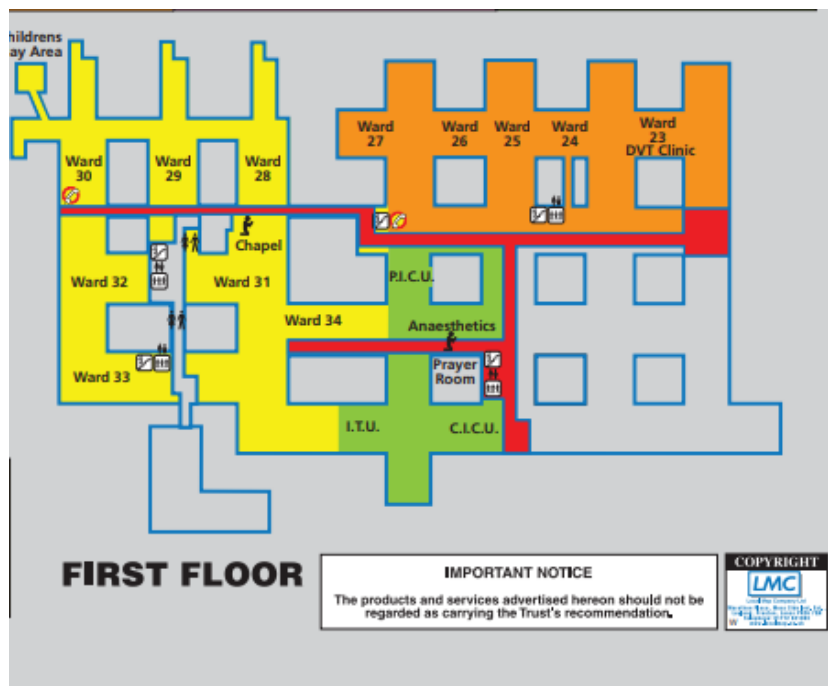 hildrens
ay Area
Ward
30
Ward
29
Ward
28
Ward
27
Ward
26
Ward
25
Ward
24
Ward
23
DVT Clinic
Chapel
Ward 32
Ward 31
P.I.C.U.
Ward 34
Anaesthetics
Prayer
Room
Ward 33
I.T.U.
C.I.C.U.
FIRST FLOOR
IMPORTANT NOTICE
The products and services advertised hereon should not be
regarded as carrying the Trust's recommendation.
COPYRIGHT
LMC
W